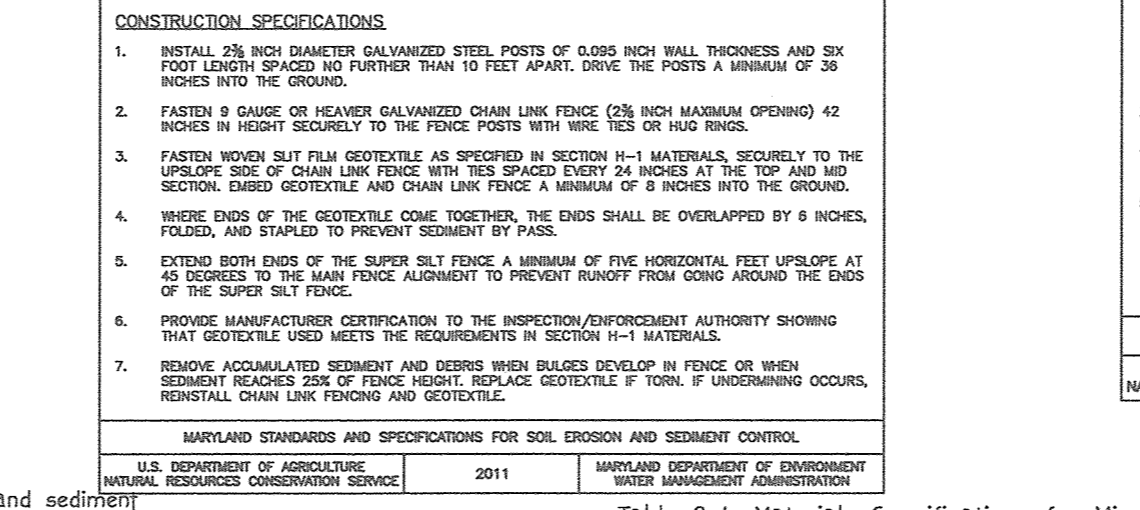 CONSTRUCTION SPECIFICATIONS
1. INSTALL 2⅜ INCH DIAMETER GALVANIZED STEEL POSTS OF 0.095 INCH WALL THICKNESS AND SIX
FOOT LENGTH SPACED NO FURTHER THAN 10 FEET APART. DRIVE THE POSTS A MINIMUM OF 36
INCHES INTO THE GROUND.
2. FASTEN 9 GAUGE OR HEAVIER GALVANIZED CHAIN LINK FENCE (2⅜ INCH MAXIMUM OPENING) 42
INCHES IN HEIGHT SECURELY TO THE FENCE POSTS WITH WIRE TIES OR HUG RINGS.
3. FASTEN WOVEN SLIT FILM GEOTEXTILE AS SPECIFIED IN SECTION H-1 MATERIALS, SECURELY TO THE
UPSLOPE SIDE OF CHAIN LINK FENCE WITH TIES SPACED EVERY 24 INCHES AT THE TOP AND MID
SECTION. EMBED GEOTEXTILE AND CHAIN LINK FENCE A MINIMUM OF 8 INCHES INTO THE GROUND.
4. WHERE ENDS OF THE GEOTEXTILE COME TOGETHER, THE ENDS SHALL BE OVERLAPPED BY 6 INCHES,
FOLDED, AND STAPLED TO PREVENT SEDIMENT BY PASS.
5. EXTEND BOTH ENDS OF THE SUPER SILT FENCE A MINIMUM OF FIVE HORIZONTAL FEET UPSLOPE AT
45 DEGREES TO THE MAIN FENCE ALIGNMENT TO PREVENT RUNOFF FROM GOING AROUND THE ENDS
OF THE SUPER SILT FENCE.
6. PROVIDE MANUFACTURER CERTIFICATION TO THE INSPECTION/ENFORCEMENT AUTHORITY SHOWING
THAT GEOTEXTILE USED MEETS THE REQUIREMENTS IN SECTION H-1 MATERIALS.
7. REMOVE ACCUMULATED SEDIMENT AND DEBRIS WHEN BULGES DEVELOP IN FENCE OR WHEN
SEDIMENT REACHES 25% OF FENCE HEIGHT. REPLACE GEOTEXTILE IF TORN. IF UNDERMINING OCCURS,
REINSTALL CHAIN LINK FENCING AND GEOTEXTILE.
MARYLAND STANDARDS AND SPECIFICATIONS FOR SOIL EROSION AND SEDIMENT CONTROL
U.S. DEPARTMENT OF AGRICULTURE
NATURAL RESOURCES CONSERVATION SERVICE
2011
MARYLAND DEPARTMENT OF ENVIRONMENT
WATER MANAGEMENT ADMINISTRATION
NA
and sediment